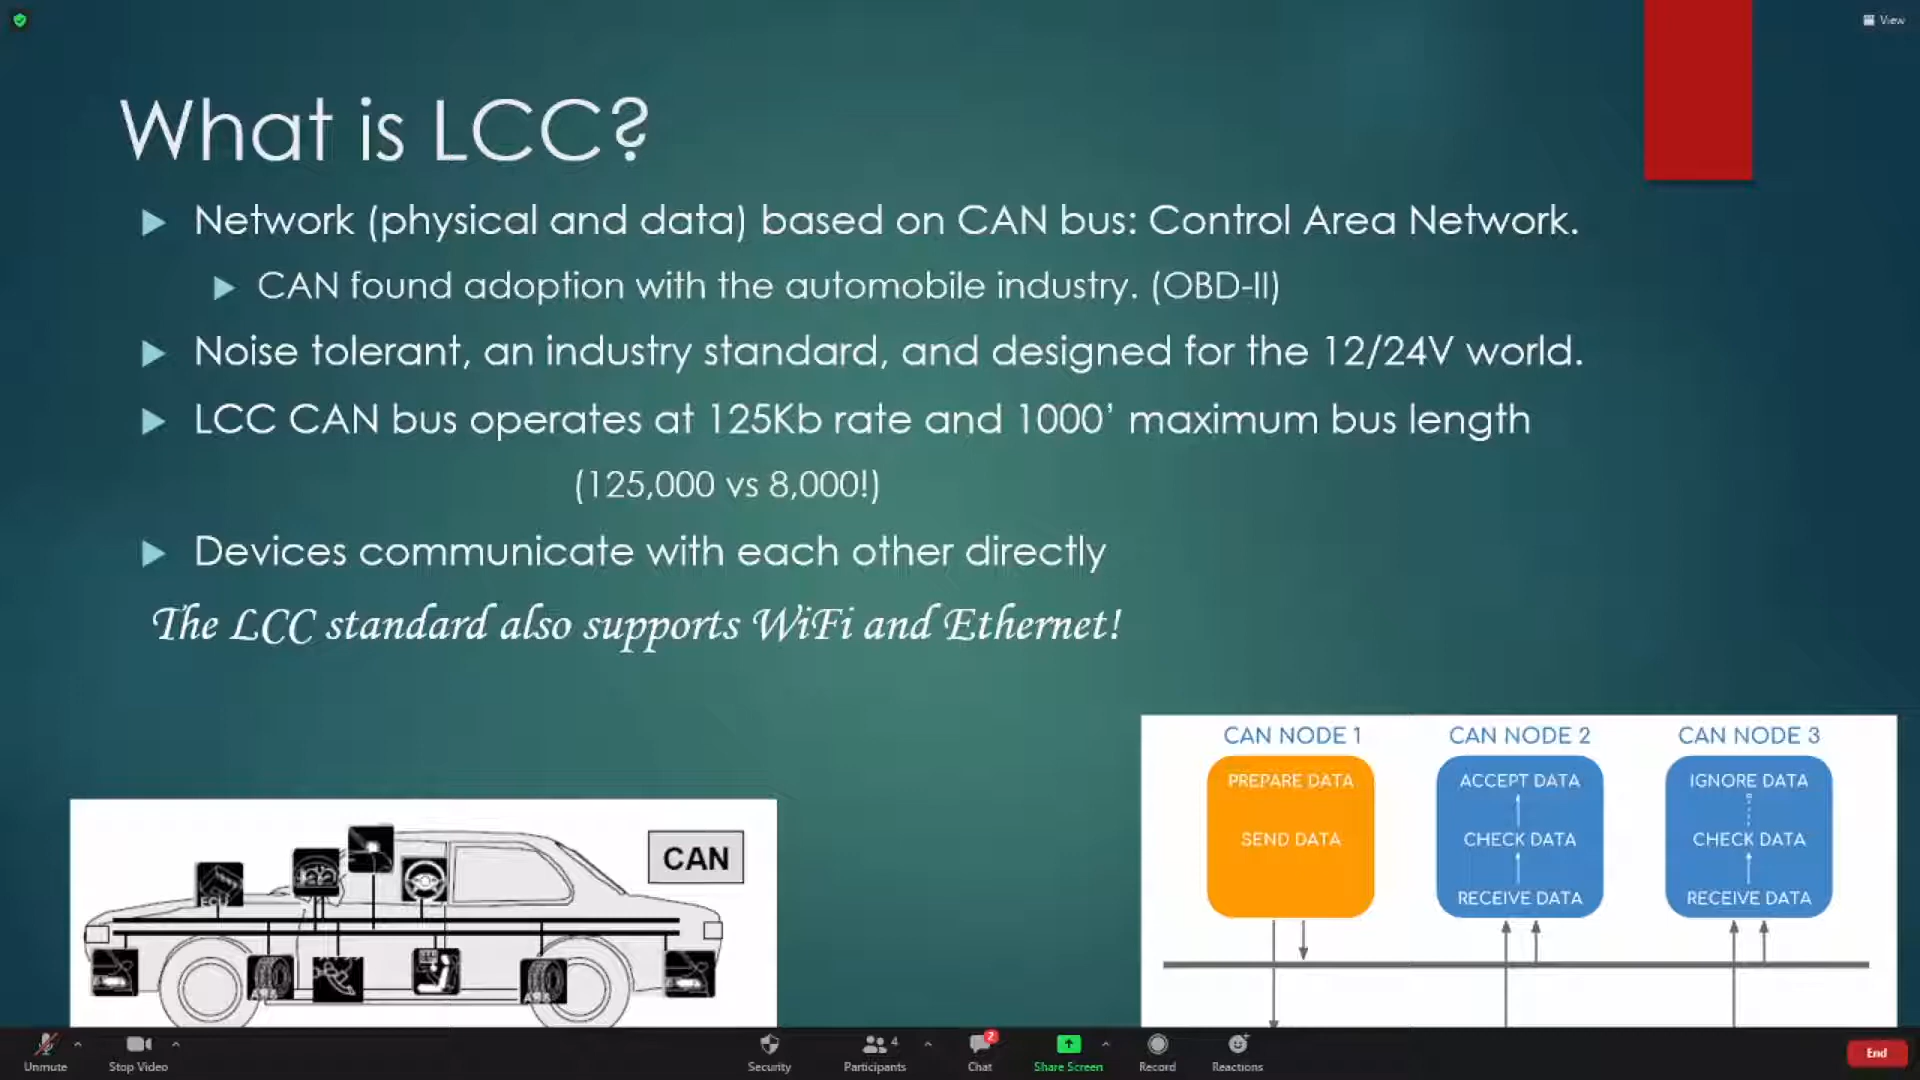 View
What is LCC?
Network (physical and data) based on CAN bus: Control Area Network.
CAN found adoption with the automobile industry. (OBD-II)
Noise tolerant, an industry standard, and designed for the 12/24V world.
LCC CAN bus operates at 125Kb rate and 1000' maximum bus length
(125,000 vs 8,000!)
Devices communicate with each other directly
The LCC standard also supports WiFi and Ethernet!
CAN
ECU
CAN NODE 1
PREPARE DATA
SEND DATA
CAN NODE 2
ACCEPT DATA
CHECK DATA
RECEIVE DATA
CAN NODE 3
IGNORE DATA
CHECK DATA
RECEIVE DATA
Unmute
Stop Video
Security
Participants
4
Chat
2
Share Screen
Record
Reactions
End